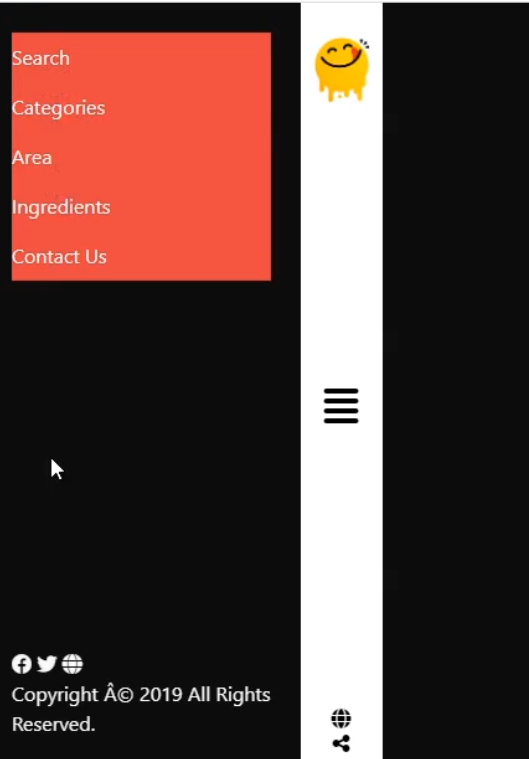 Search
Categories
Area
Ingredients
Contact Us
Copyright Â© 2019 All Rights
Reserved.